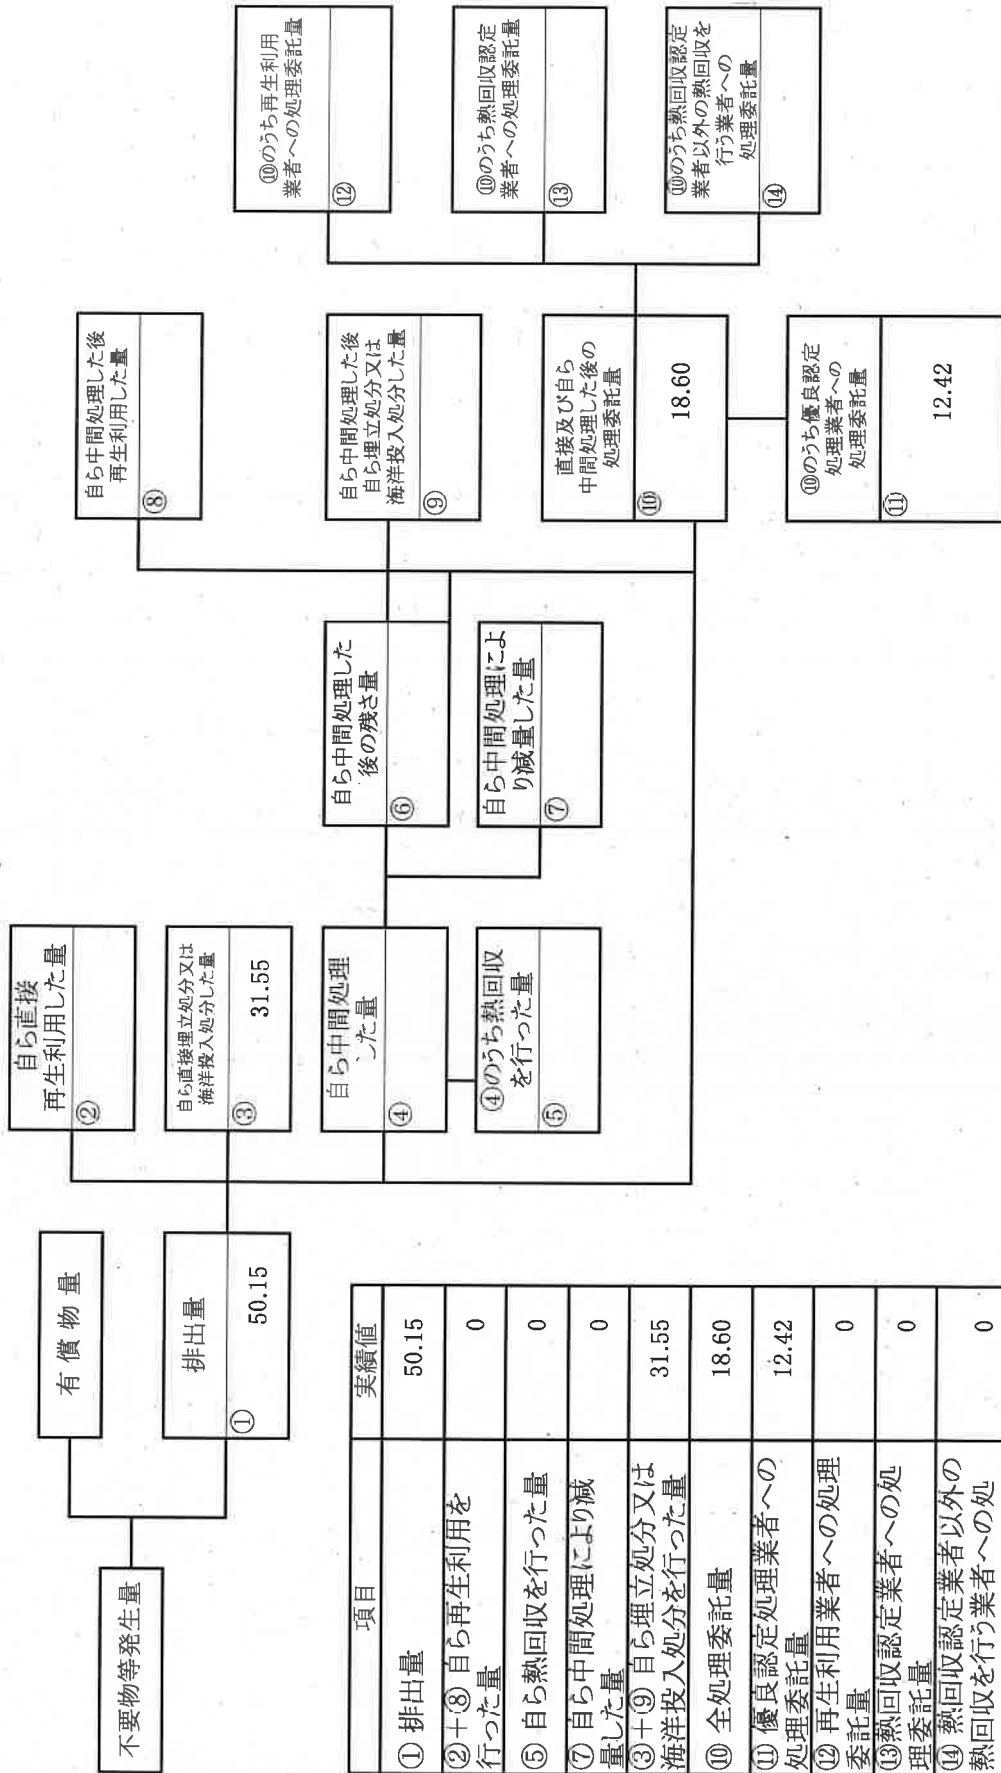 不要物等発生量
有償物量
排出量
①
50.15
自ら直接
再生利用した量
②
自ら直接埋立処分又は
海洋投入処分した量
③
31.55
自ら中間処理
した量
④
④のうち熱回収
を行った量
⑤
自ら中間処理した
後の残さ量
⑥
自ら中間処理によ
り減量した量
⑦
自ら中間処理した後
再生利用した量
⑧
自ら中間処理した後
自ら埋立処分又は
海洋投入処分した量
⑨
直接及び自ら
中間処理した後の
処理委託量
⑩
18.60
⑩のうち優良認定
処理業者への
処理委託量
⑪
12.42
⑩のうち再生利用
業者への処理委託量
⑫
⑩のうち熱回収認定
業者への処理委託量
⑬
⑩のうち熱回収認定
業者以外の熱回収を
行う業者への
処理委託量
⑭
項目 実績値
①排出量 50.15
②+⑧ 自ら再生利用を
行った量 0
⑤ 自ら熱回収を行った量 0
⑦ 自ら中間処理により減
量した量 0
③+⑨ 自ら埋立処分又は
海洋投入処分を行った量 31.55
⑩ 全処理委託量 18.60
⑪ 優良認定処理業者への
処理委託量 12.42
⑫ 再生利用業者への処理
委託量 0
⑬熱回収認定業者への処
理委託量 0
⑭ 熱回収認定業者以外の
熱回収を行う業者への処 0